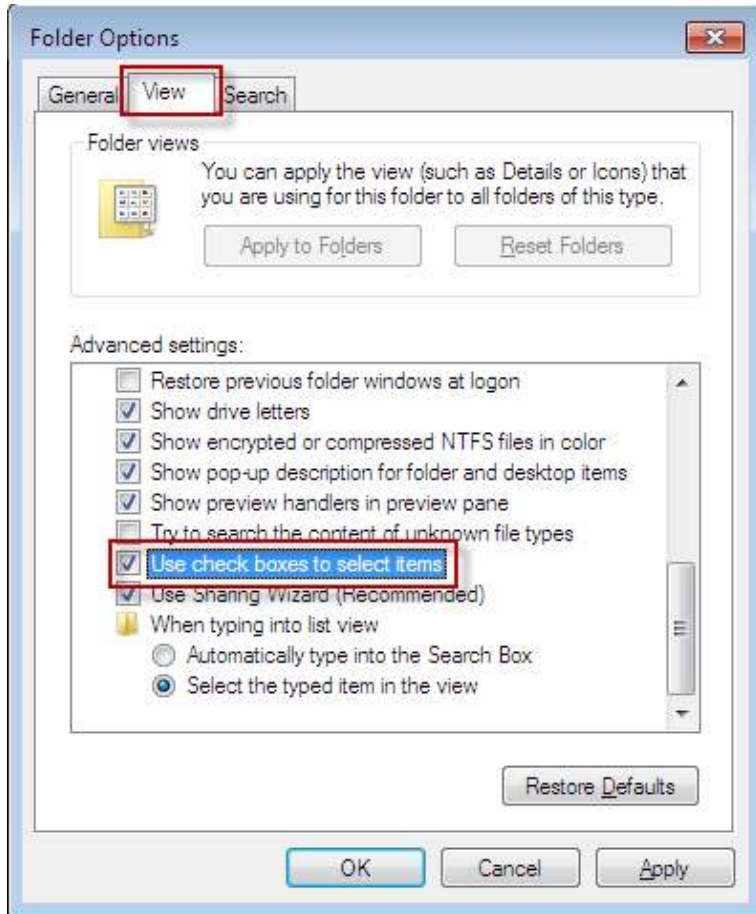 Folder Options
General View Search
Folder views
You can apply the view (such as Details or Icons) that
you are using for this folder to all folders of this type.
Apply to Folders Reset Folders
Advanced settings:
Restore previous folder windows at logon
Show drive letters
Show encrypted or compressed NTFS files in color
Show pop-up description for folder and desktop items
Show preview handlers in preview pane
Try to search the content of unknown file types
Use check boxes to select items
Use Sharing Wizard (Recommended)
When typing into list view
Automatically type into the Search Box
Select the typed item in the view
Restore Defaults
OK Cancel Apply